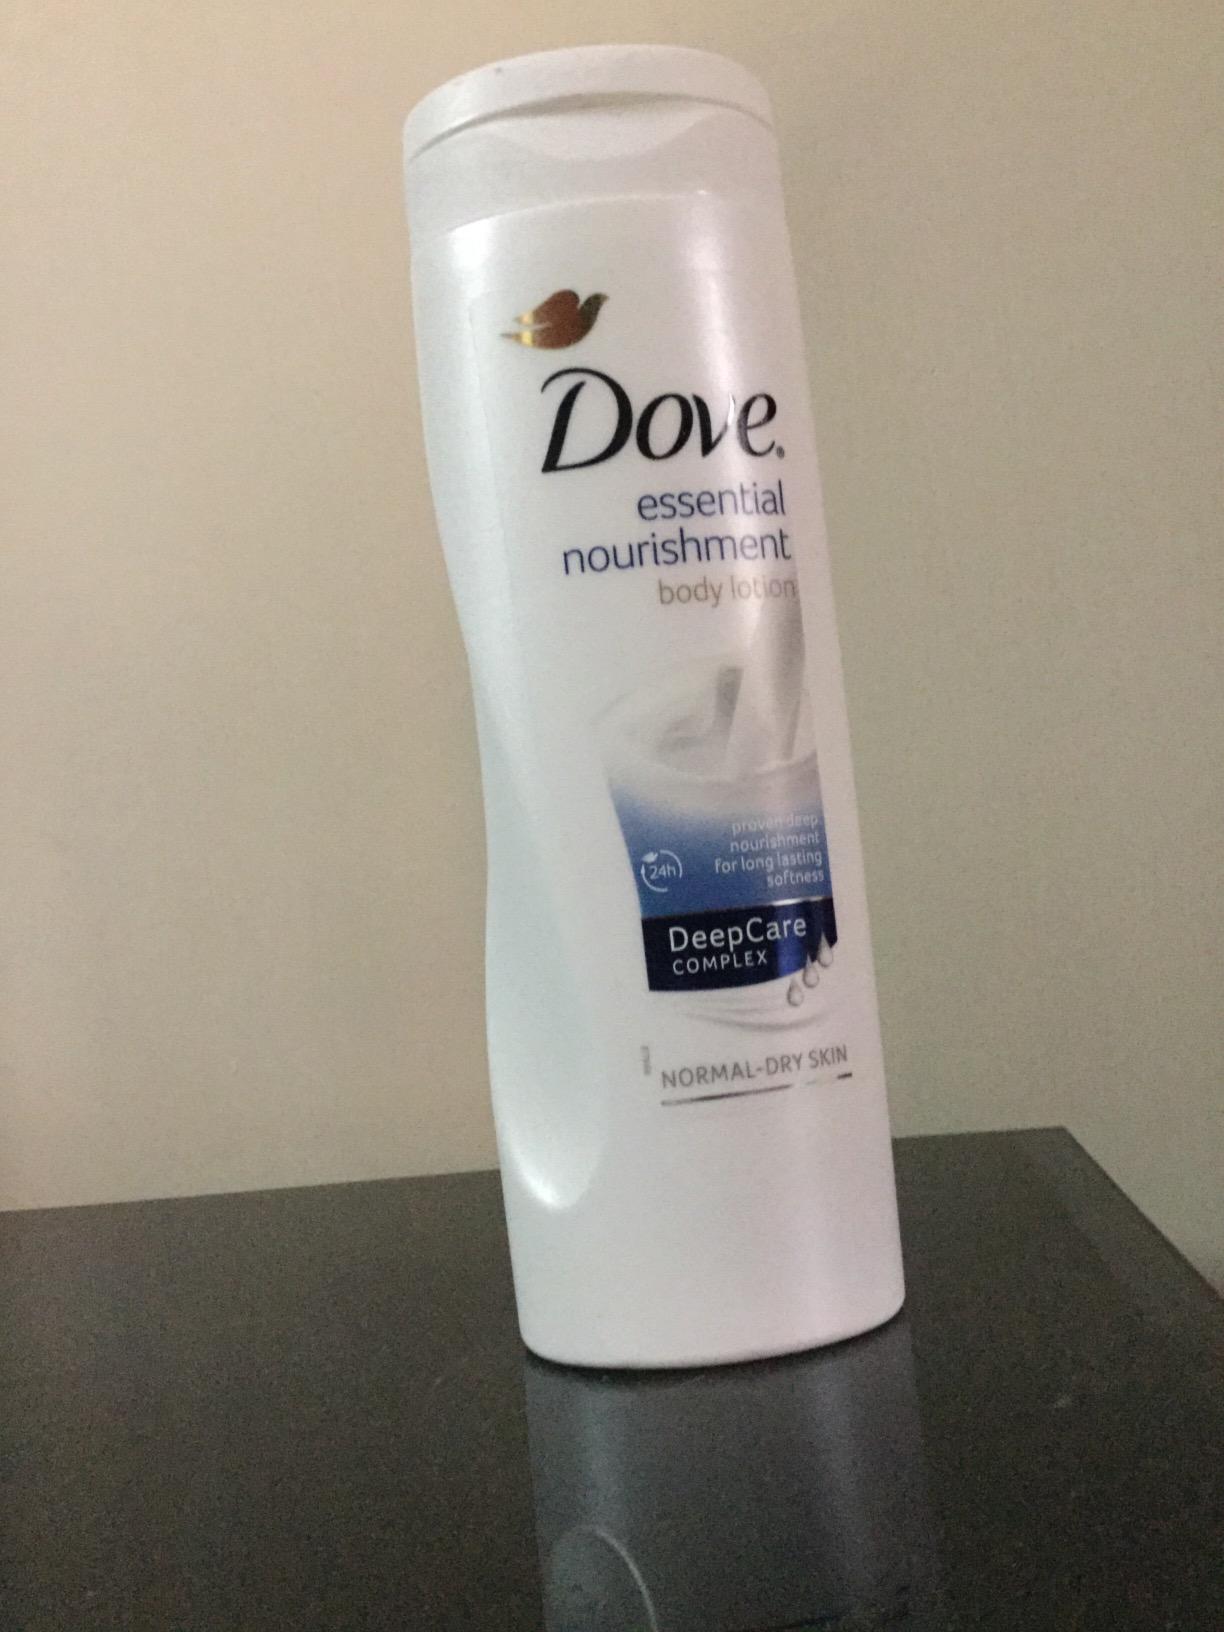 Dove.
essential
nourishment
body lotion
proven deep
nourishment
for long lasting
softness
24h
DeepCare
COMPLEX
NORMAL-DRY SKIN